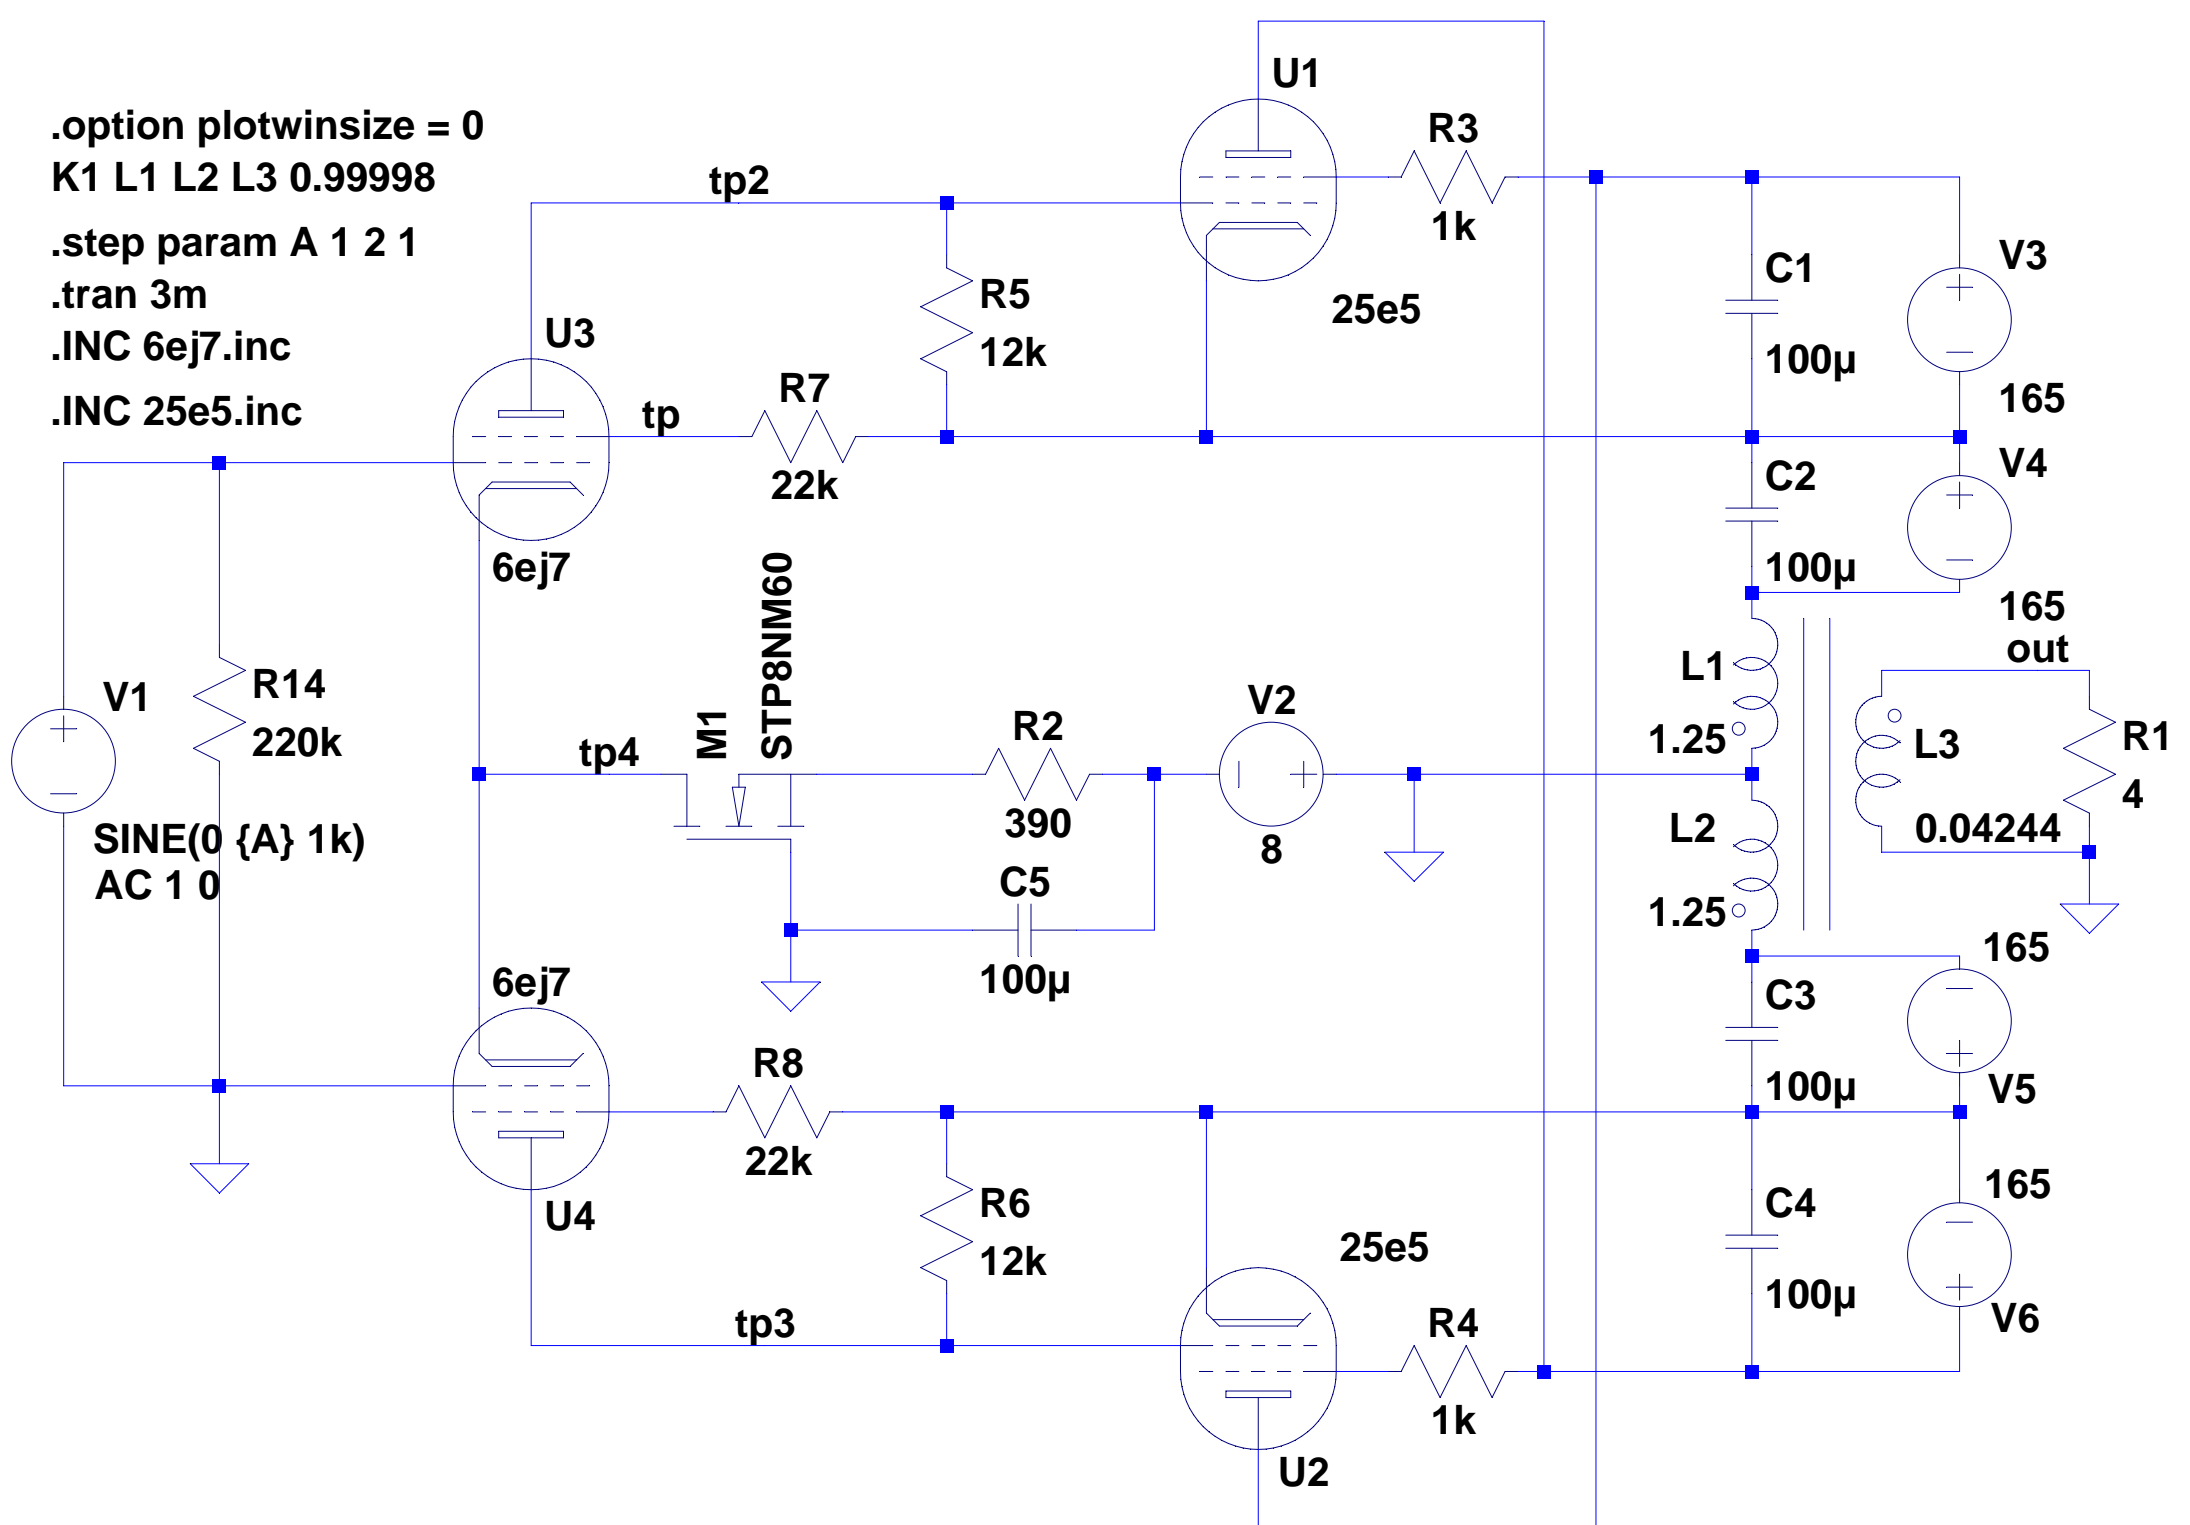 .option plotwinsize = 0
K1 L1 L2 L3 0.99998
.step param A 1 2 1
.tran 3m
.INC 6ej7.inc
.INC 25e5.inc
U1
R3
1k
25e5
tp2
R5
12k
U3
6ej7
tp
R7
22k
C1
100µ
V3
165
C2
100µ
V4
165
out
V1
SINE(0 {A} 1k)
AC 1 0
R14
220k
tp4
M1
STP8NM60
R2
390
V2
8
C5
100µ
L1
1.25
L2
1.25
L3
0.04244
R1
4
6ej7
U4
R8
22k
R6
12k
tp3
25e5
U2
R4
1k
165
C3
100µ
V5
C4
100µ
165
V6